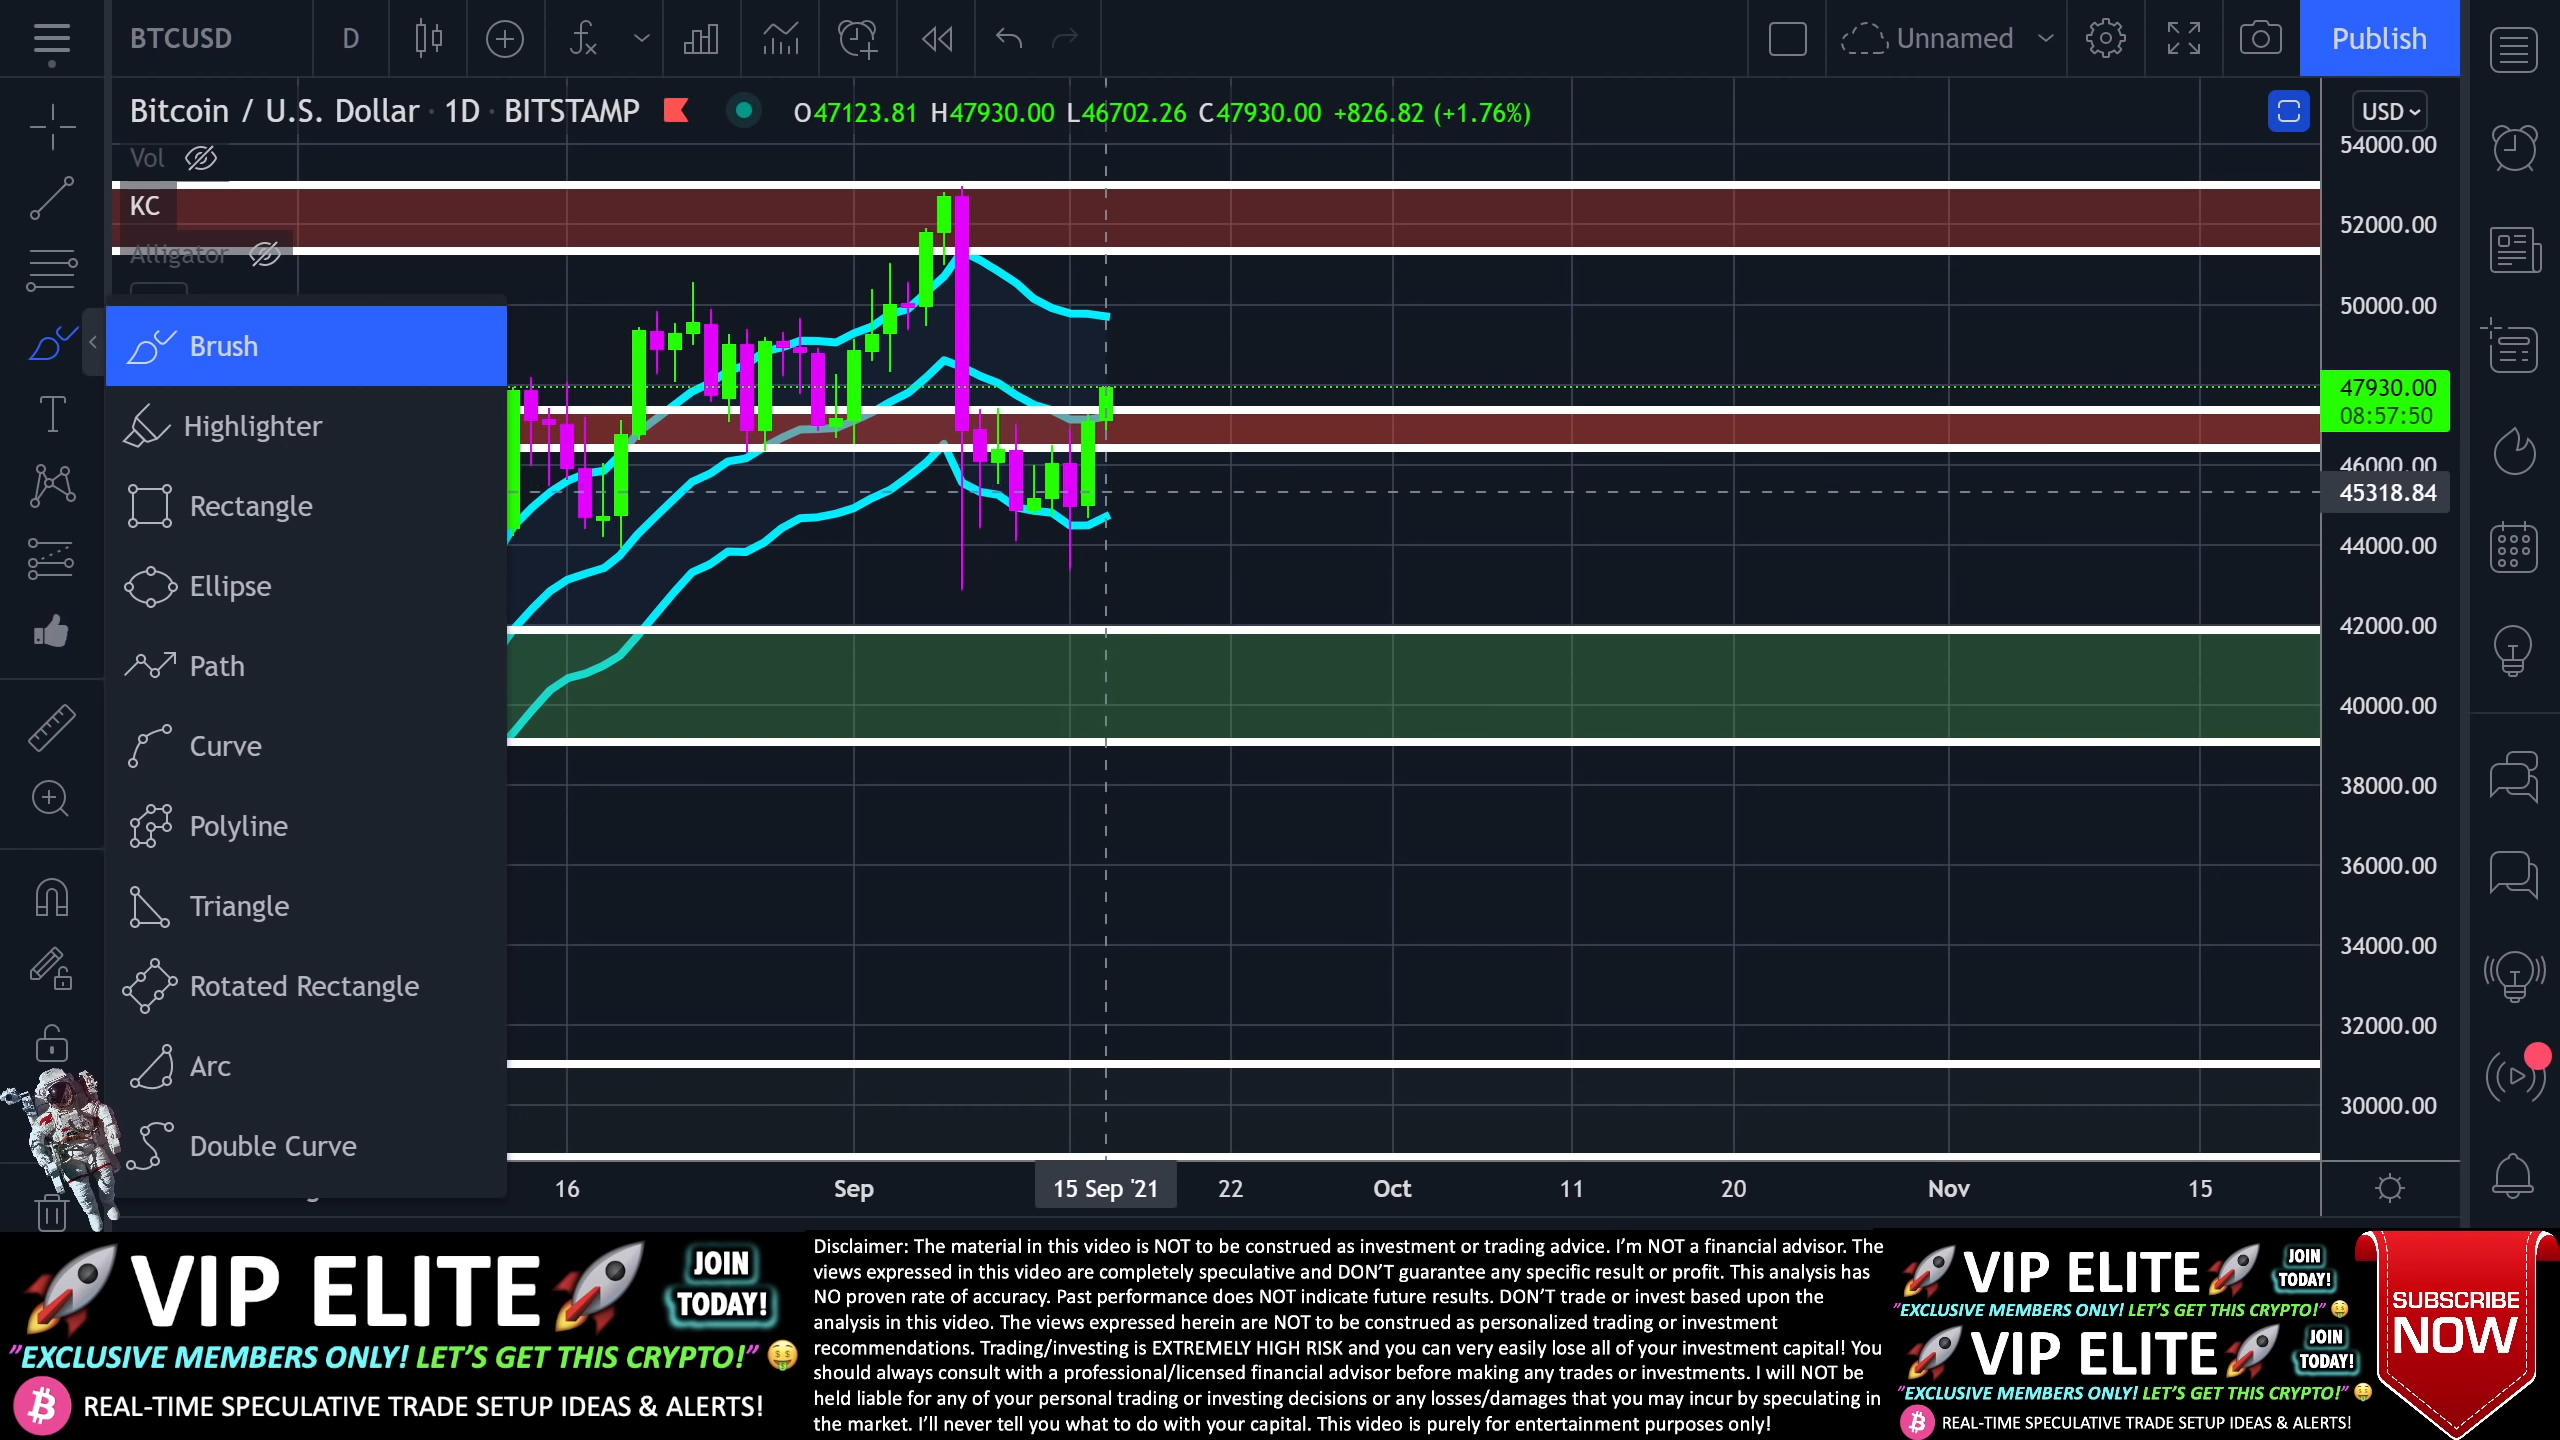 BTCUSD D Unnamed Publish
Bitcoin / U.S. Dollar · 1D · BITSTAMP O47123.81 H47930.00 L46702.26 C47930.00 +826.82 (+1.76%) USD
Vol
KC
Alligator
Brush
Highlighter
Rectangle
Ellipse
Path
Curve
Polyline
Triangle
Rotated Rectangle
Arc
Double Curve
54000.00
52000.00
50000.00
47930.00
08:57:50
46000.00
45318.84
44000.00
42000.00
40000.00
38000.00
36000.00
34000.00
32000.00
30000.00
16 Sep 15 Sep '21 22 Oct 11 20 Nov 15
VIP ELITE
JOIN
TODAY!
"EXCLUSIVE MEMBERS ONLY! LET'S GET THIS CRYPTO!"
REAL-TIME SPECULATIVE TRADE SETUP IDEAS & ALERTS!
Disclaimer: The material in this video is NOT to be construed as investment or trading advice. I'm NOT a financial advisor. The
views expressed in this video are completely speculative and DON'T guarantee any specific result or profit. This analysis has
NO proven rate of accuracy. Past performance does NOT indicate future results. DON'T trade or invest based upon the
analysis in this video. The views expressed herein are NOT to be construed as personalized trading or investment
recommendations. Trading/investing is EXTREMELY HIGH RISK and you can very easily lose all of your investment capital! You
should always consult with a professional/licensed financial advisor before making any trades or investments. I will NOT be
held liable for any of your personal trading or investing decisions or any losses/damages that you may incur by speculating in
the market. I'll never tell you what to do with your capital. This video is purely for entertainment purposes only!
VIP ELITE
JOIN
TODAY!
"EXCLUSIVE MEMBERS ONLY! LET'S GET THIS CRYPTO!"
VIP ELITE
JOIN
TODAY!
"EXCLUSIVE MEMBERS ONLY! LET'S GET THIS CRYPTO!"
REAL-TIME SPECULATIVE TRADE SETUP IDEAS & ALERTS!
SUBSCRIBE
NOW